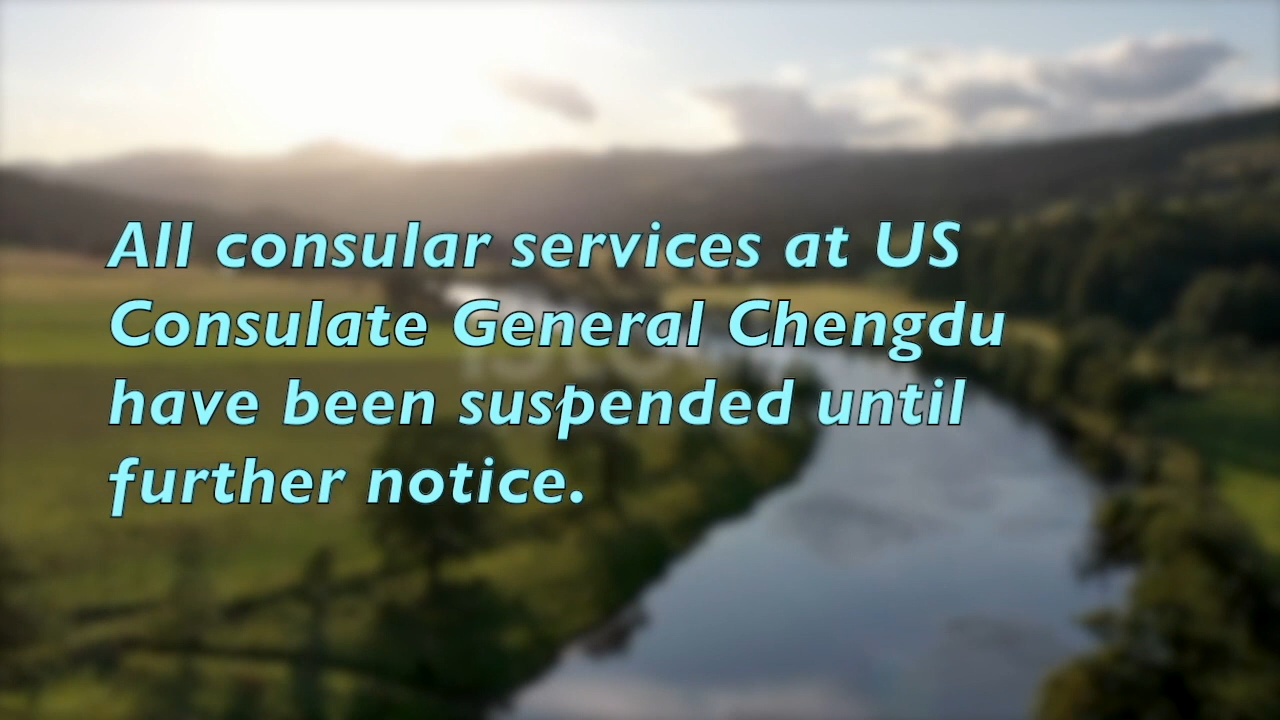 All consular services at US
Consulate General Chengdu
have been suspended until
further notice.